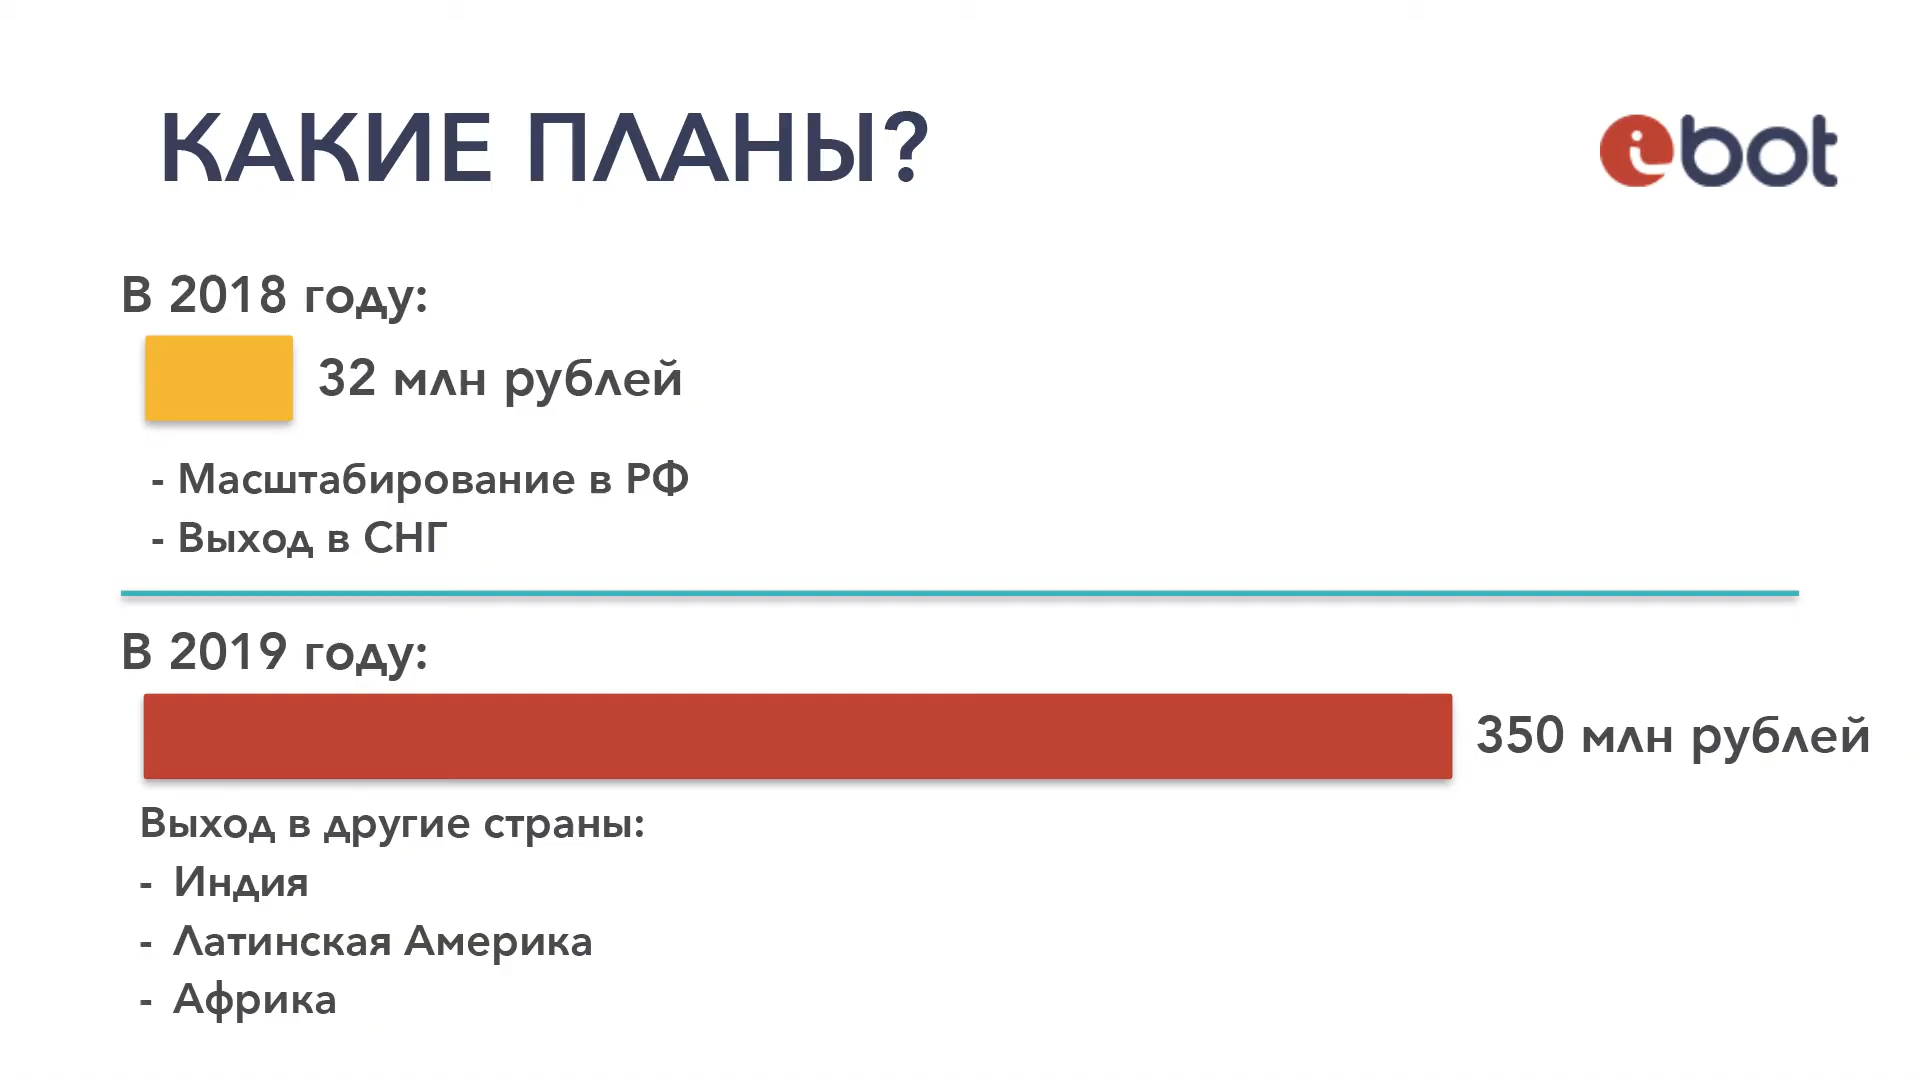 КАКИЕ ПЛАНЫ?
ibot
В 2018 году:
32 млн рублей
- Масштабирование в РФ
- Выход в СНГ
В 2019 году:
350 млн рублей
Выход в другие страны:
- Индия
- Латинская Америка
- Африка